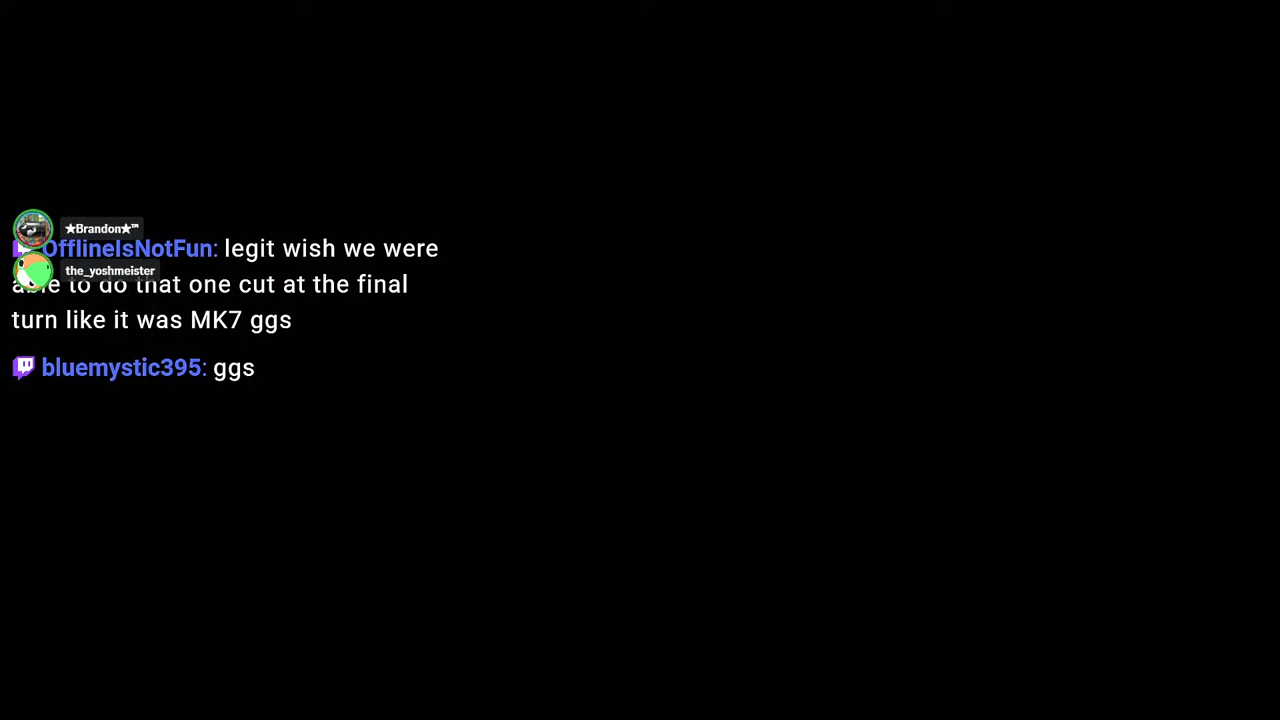 ★Brandon★™
OfflineIsNotFun: legit wish we were
the_yoshmeister
able to do that one cut at the final
turn like it was MK7 ggs
bluemystic395: ggs